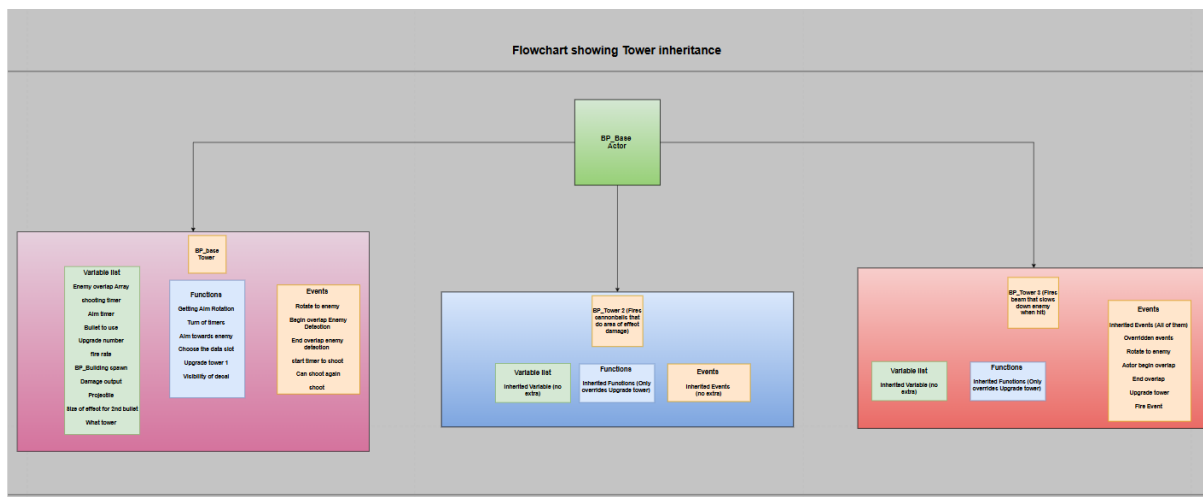 Flowchart showing Tower inheritance
BP_Base
Actor
BP_base
Tower
Variable list
Enemy overlap Array
shooting timer
Aim timer
Bullet to use
Upgrade number
fire rate
BP_Building spawn
Damage output
Projectile
Size of effect for 2nd bullet
What tower
Functions
Getting Aim Rotation
Turn of timers
Aim towards enemy
Choose the data slot
Upgrade tower 1
Visibility of decal
Events
Rotate to enemy
Begin overlap Enemy
Detection
End overlap enemy
detection
start timer to shoot
Can shoot again
shoot
BP_Tower 2 (Fires
cannonballs that
do area of effect
damage)
Variable list
Inherited Variable (no
extra)
Functions
Inherited Functions (Only
overrides Upgrade tower)
Events
Inherited Events
(no extra)
BP_Tower 3 (Fires
beam that slows
down enemy
when hit)
Variable list
Inherited Variable (no
extra)
Functions
Inherited Functions (Only
overrides Upgrade tower)
Events
Inherited Events (All of them)
Overridden events
Rotate to enemy
Actor begin overlap
End overlap
Upgrade tower
Fire Event